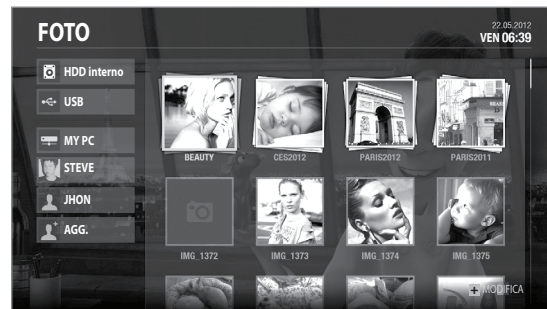 FOTO
22.05.2012
VEN 06:39
HDD interno
USB
MY PC
STEVE
JHON
AGG.
BEAUTY
CES2012
PARIS2012
PARIS2011
IMG_1372
IMG_1373
IMG_1374
IMG_1375
MODIFICA